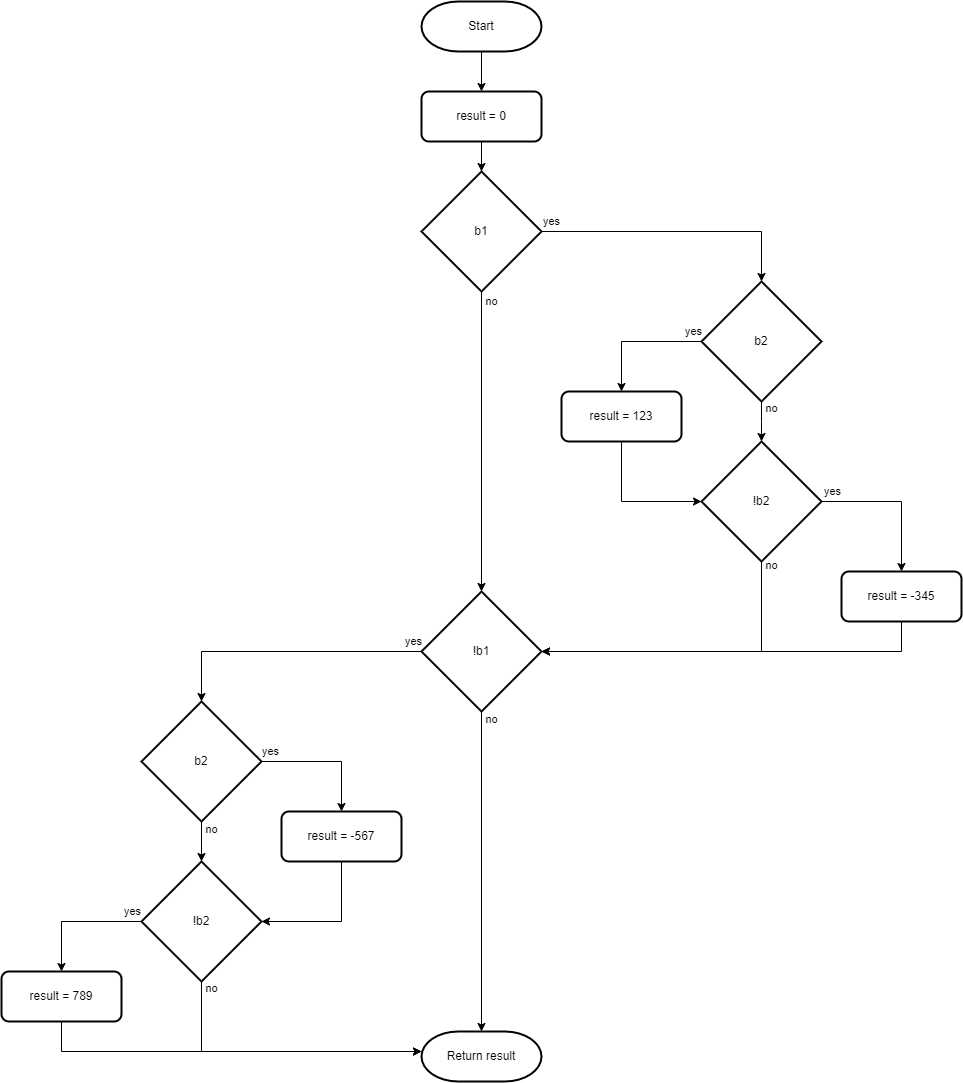 Start
result = 0
b1
yes
no
b2
yes
no
result = 123
!b2
yes
no
result = -345
!b1
yes
no
b2
yes
no
result = -567
!b2
yes
no
result = 789
Return result